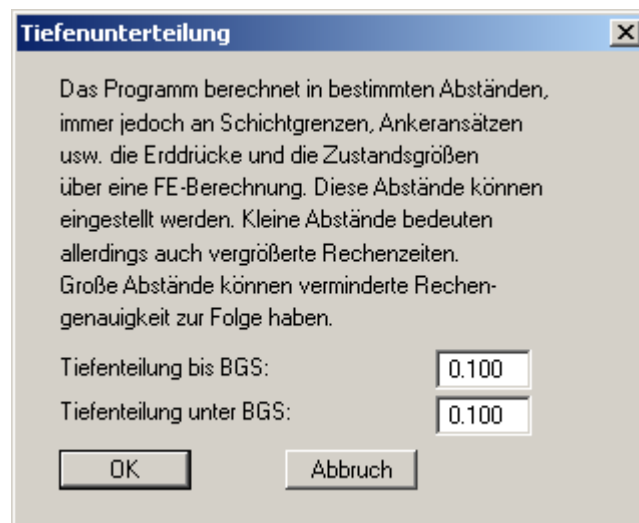 Tiefenunterteilung
Das Programm berechnet in bestimmten Abständen,
immer jedoch an Schichtgrenzen, Ankeransätzen
usw. die Erddrücke und die Zustandsgrößen
über eine FE-Berechnung. Diese Abstände können
eingestellt werden. Kleine Abstände bedeuten
allerdings auch vergrößerte Rechenzeiten.
Große Abstände können verminderte Rechen-
genauigkeit zur Folge haben.
Tiefenteilung bis BGS: 0.100
Tiefenteilung unter BGS: 0.100
OK Abbruch